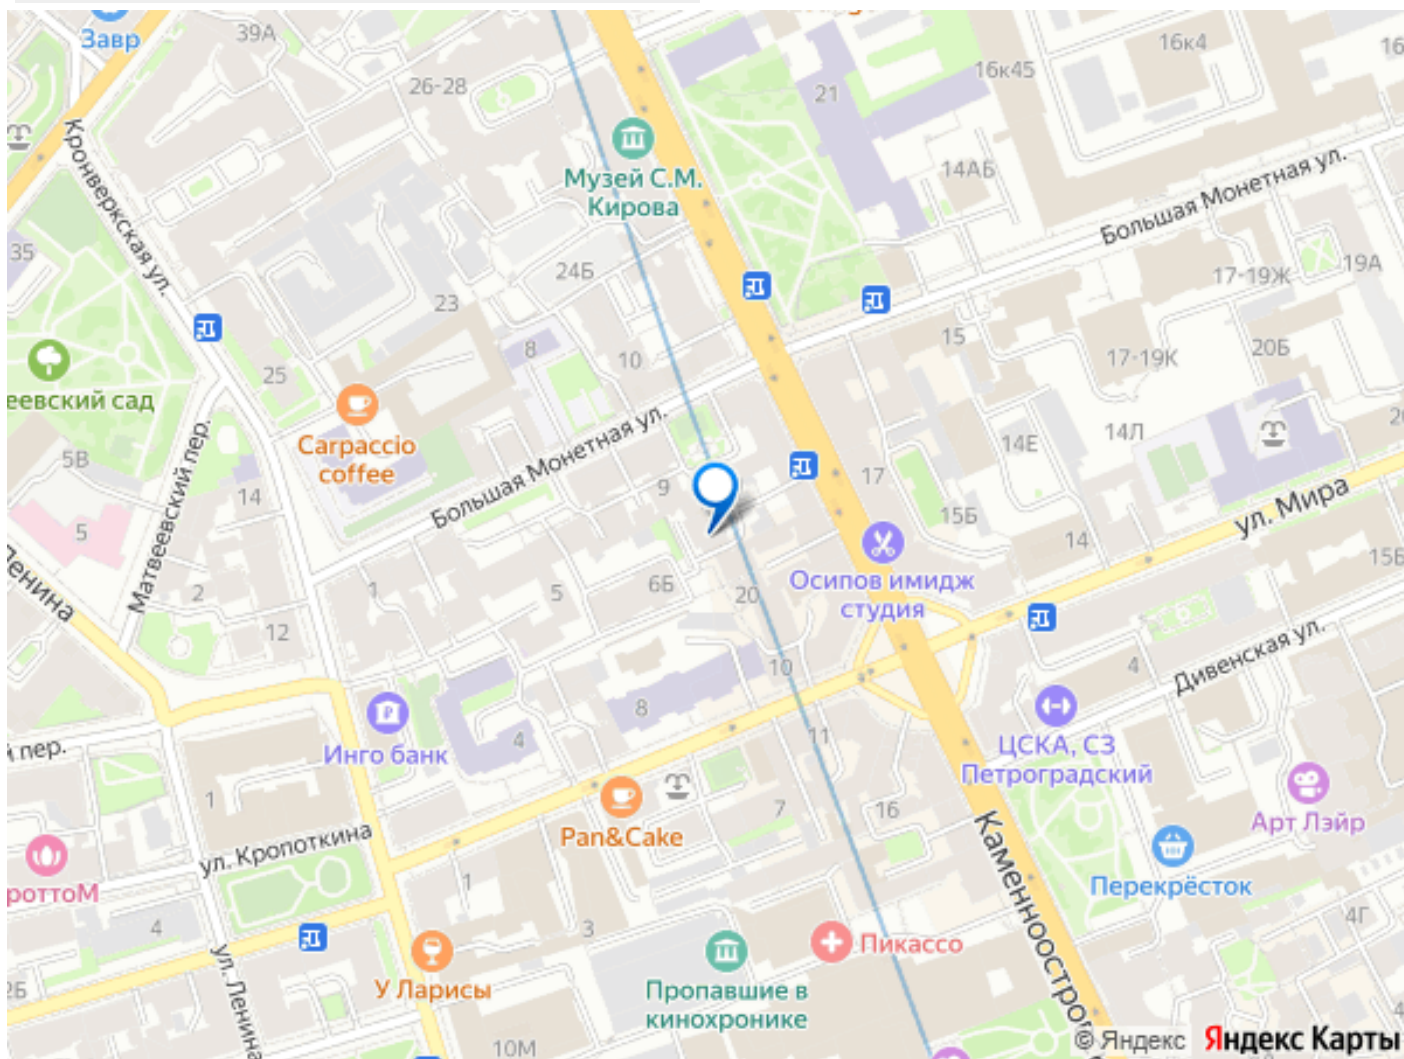 Завр
39А
26-28
16к4
16
16к45
21
Кронверкская ул.
Музей С.М.
Кирова
14АБ
Большая Монетная ул.
35
24Б
17-19Ж
19А
23
8
10
15
17-19К
20Б
25
еевский сад
Carpaccio
coffee
Большая Монетная ул.
14Е
14Л
20
5В
Матвеевский пер.
14
9
17
15Б
ул. Мира
5
14
15Б
Ленина
2
1
5
6Б
20
Осипов имидж
студия
12
10
4
Дивенская ул.
8
й пер.
Инго банк
4
11
ЦСКА, СЗ
Петроградский
1
7
16
Арт Лэйр
ул. Кропоткина
Pan&Cake
Каменноостро
Перекрёсток
роттоМ
1
4
3
Пикассо
4Г
2Б
ул. Ленина
У Ларисы
Пропавшие в
кинохронике
10М
4
© Яндекс Яндекс Карты